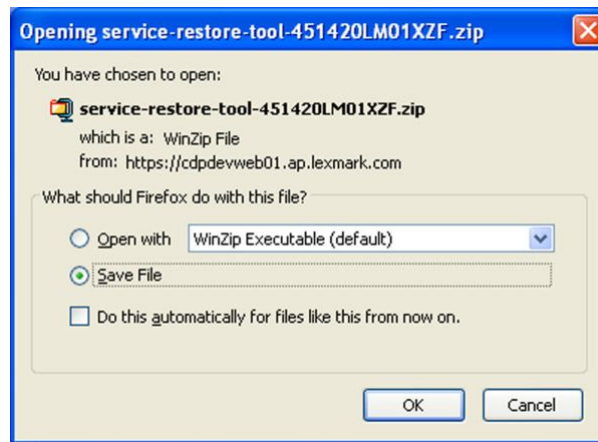 Opening service-restore-tool-451420LM01XZF.zip
You have chosen to open:
service-restore-tool-451420LM01XZF.zip
which is a: WinZip File
from: https://cdpdevweb01.ap.lexmark.com
What should Firefox do with this file?
Open with WinZip Executable (default)
Save File
Do this automatically for files like this from now on.
OK Cancel